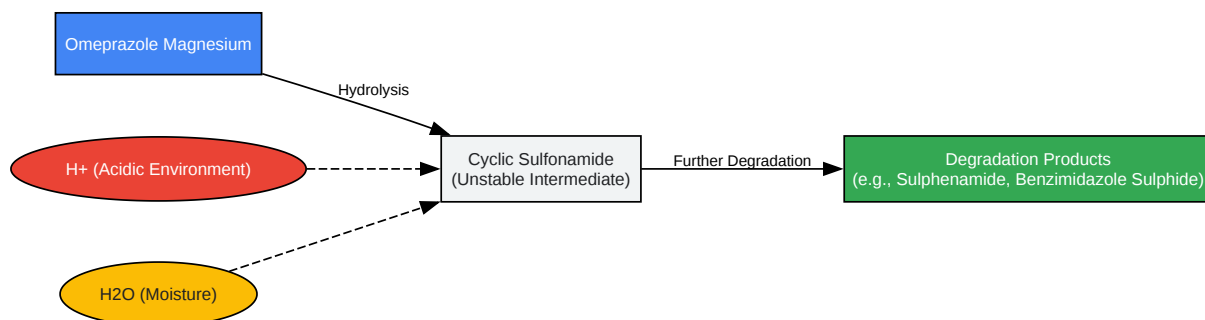 Omeprazole Magnesium
Hydrolysis
H+ (Acidic Environment)
Cyclic Sulfonamide
(Unstable Intermediate)
Further Degradation
Degradation Products
(e.g., Sulphenamide, Benzimidazole Sulphide)
H2O (Moisture)